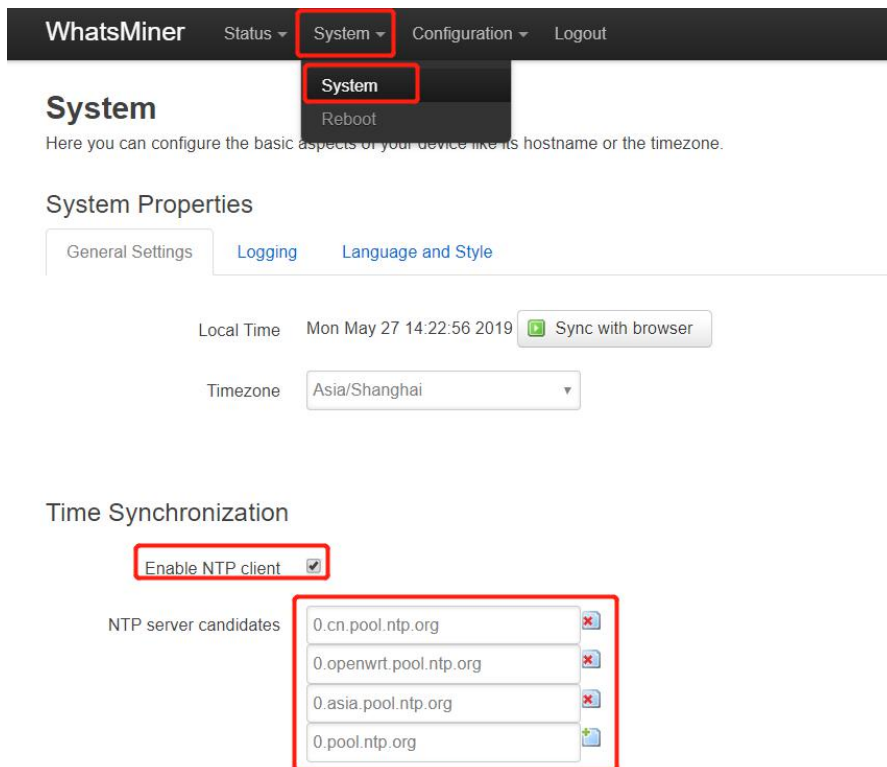 WhatsMiner Status System Configuration Logout
System
Reboot
System
Here you can configure the basic aspects of your device like its hostname or the timezone.
System Properties
General Settings Logging Language and Style
Local Time Mon May 27 14:22:56 2019 Sync with browser
Timezone Asia/Shanghai
Time Synchronization
Enable NTP client
NTP server candidates 0.cn.pool.ntp.org
0.openwrt.pool.ntp.org
0.asia.pool.ntp.org
0.pool.ntp.org